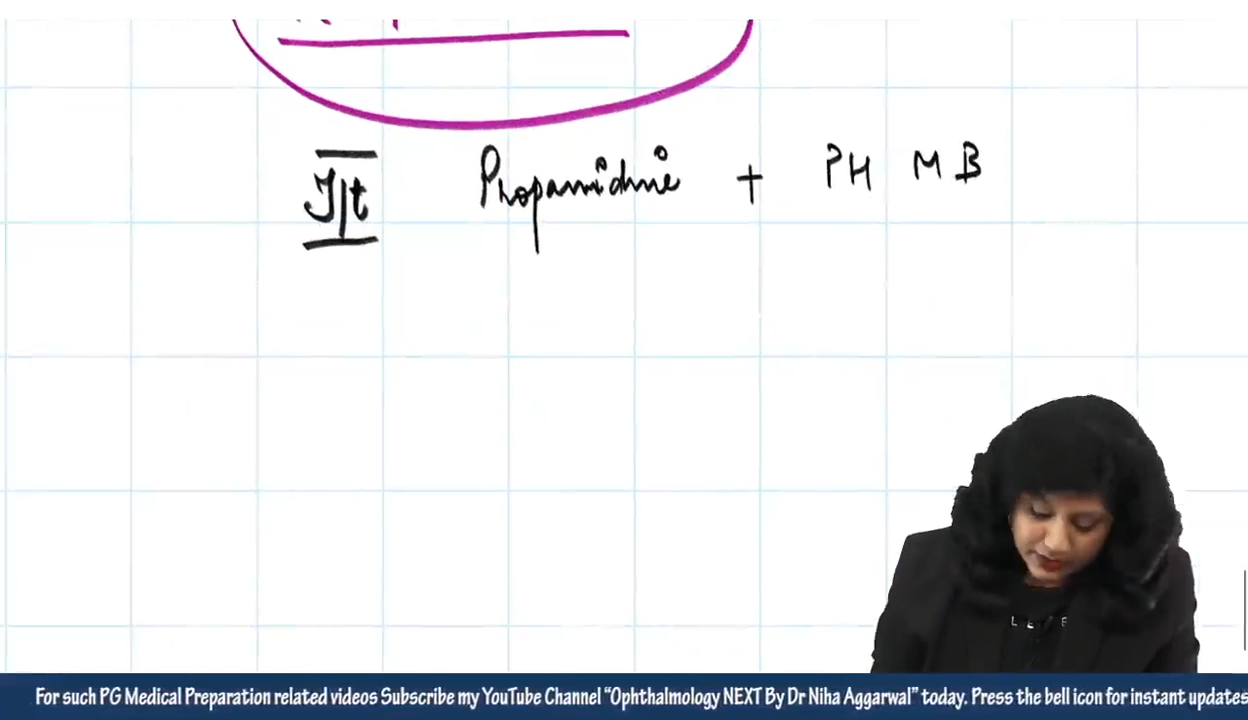 T/t Propamidine + PHMB
For such PG Medical Preparation related videos Subscribe my YouTube Channel “Ophthalmology NEXT By Dr Niha Aggarwal” today. Press the bell icon for instant updates